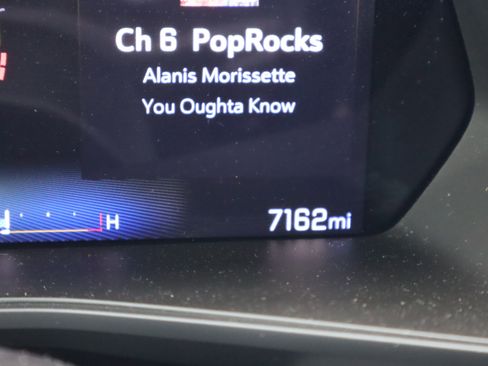 Ch 6 PopRocks
Alanis Morissette
You Oughta Know
H
7162mi